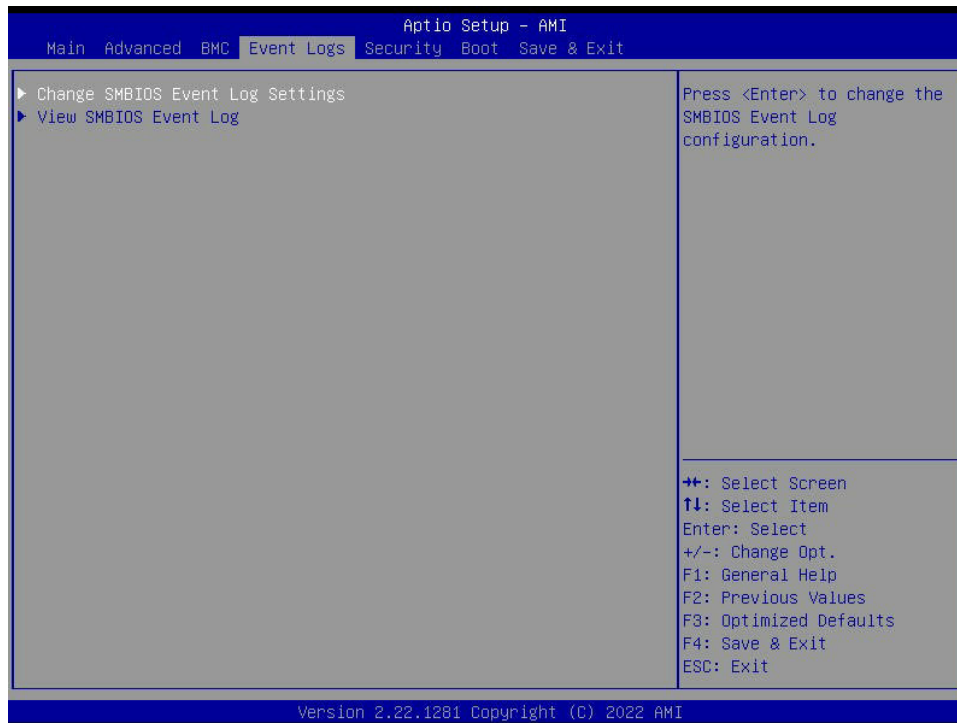 Aptio Setup – AMI
Main Advanced BMC Event Logs Security Boot Save & Exit
▶ Change SMBIOS Event Log Settings
▶ View SMBIOS Event Log
Press <Enter> to change the
SMBIOS Event Log
configuration.
→←: Select Screen
↑↓: Select Item
Enter: Select
+/-: Change Opt.
F1: General Help
F2: Previous Values
F3: Optimized Defaults
F4: Save & Exit
ESC: Exit
Version 2.22.1281 Copyright (C) 2022 AMI